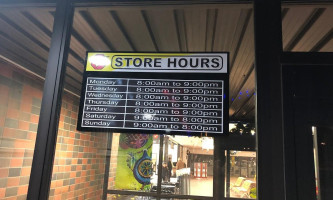 STORE HOURS
Monday 8:00am to 9:00pm
Tuesday 8:00am to 9:00pm
Wednesday 8:00am to 9:00pm
Thursday 8:00am to 9:00pm
Friday 8:00am to 9:00pm
Saturday 9:00am to 9:00pm
Sunday 9:00am to 8:00pm